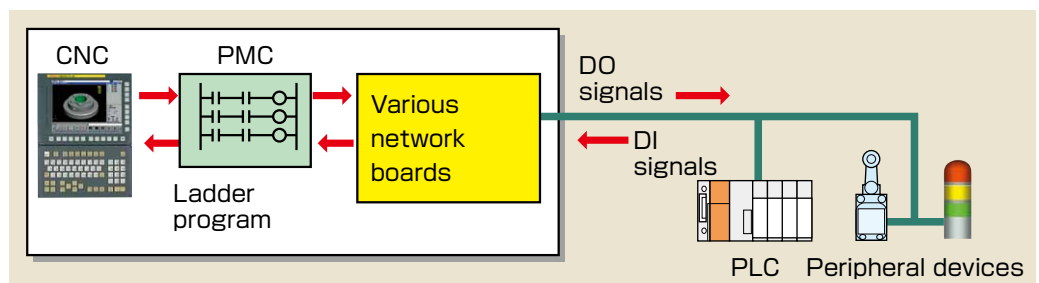 CNC
PMC
Ladder
program
Various
network
boards
DO
signals
DI
signals
PLC
Peripheral devices